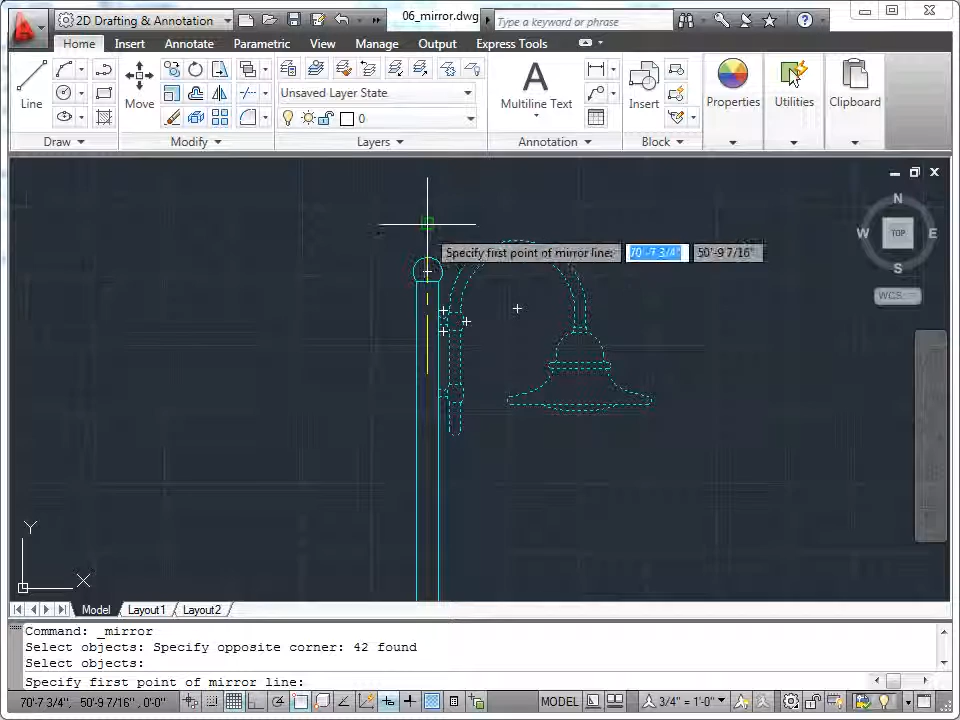 2D Drafting & Annotation
06_mirror.dwg
Type a keyword or phrase
Home Insert Annotate Parametric View Manage Output Express Tools
Line
Move
Unsaved Layer State
0
Multiline Text
Insert
Properties
Utilities
Clipboard
Draw
Modify
Layers
Annotation
Block
N
W TOP E
S
WCS
Specify first point of mirror line: 70'-7 3/4" 50'-9 7/16"
Y
X
Model Layout1 Layout2
Command: _mirror
Select objects: Specify opposite corner: 42 found
Select objects:
Specify first point of mirror line:
70'-7 3/4", 50'-9 7/16" , 0'-0" MODEL 3/4" = 1'-0"